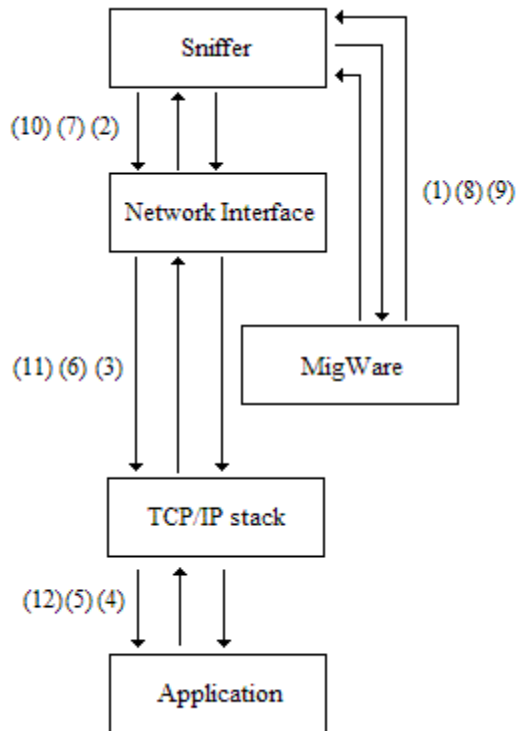 Sniffer
(10) (7) (2)
(1) (8) (9)
Network Interface
MigWare
(11) (6) (3)
TCP/IP stack
(12) (5) (4)
Application